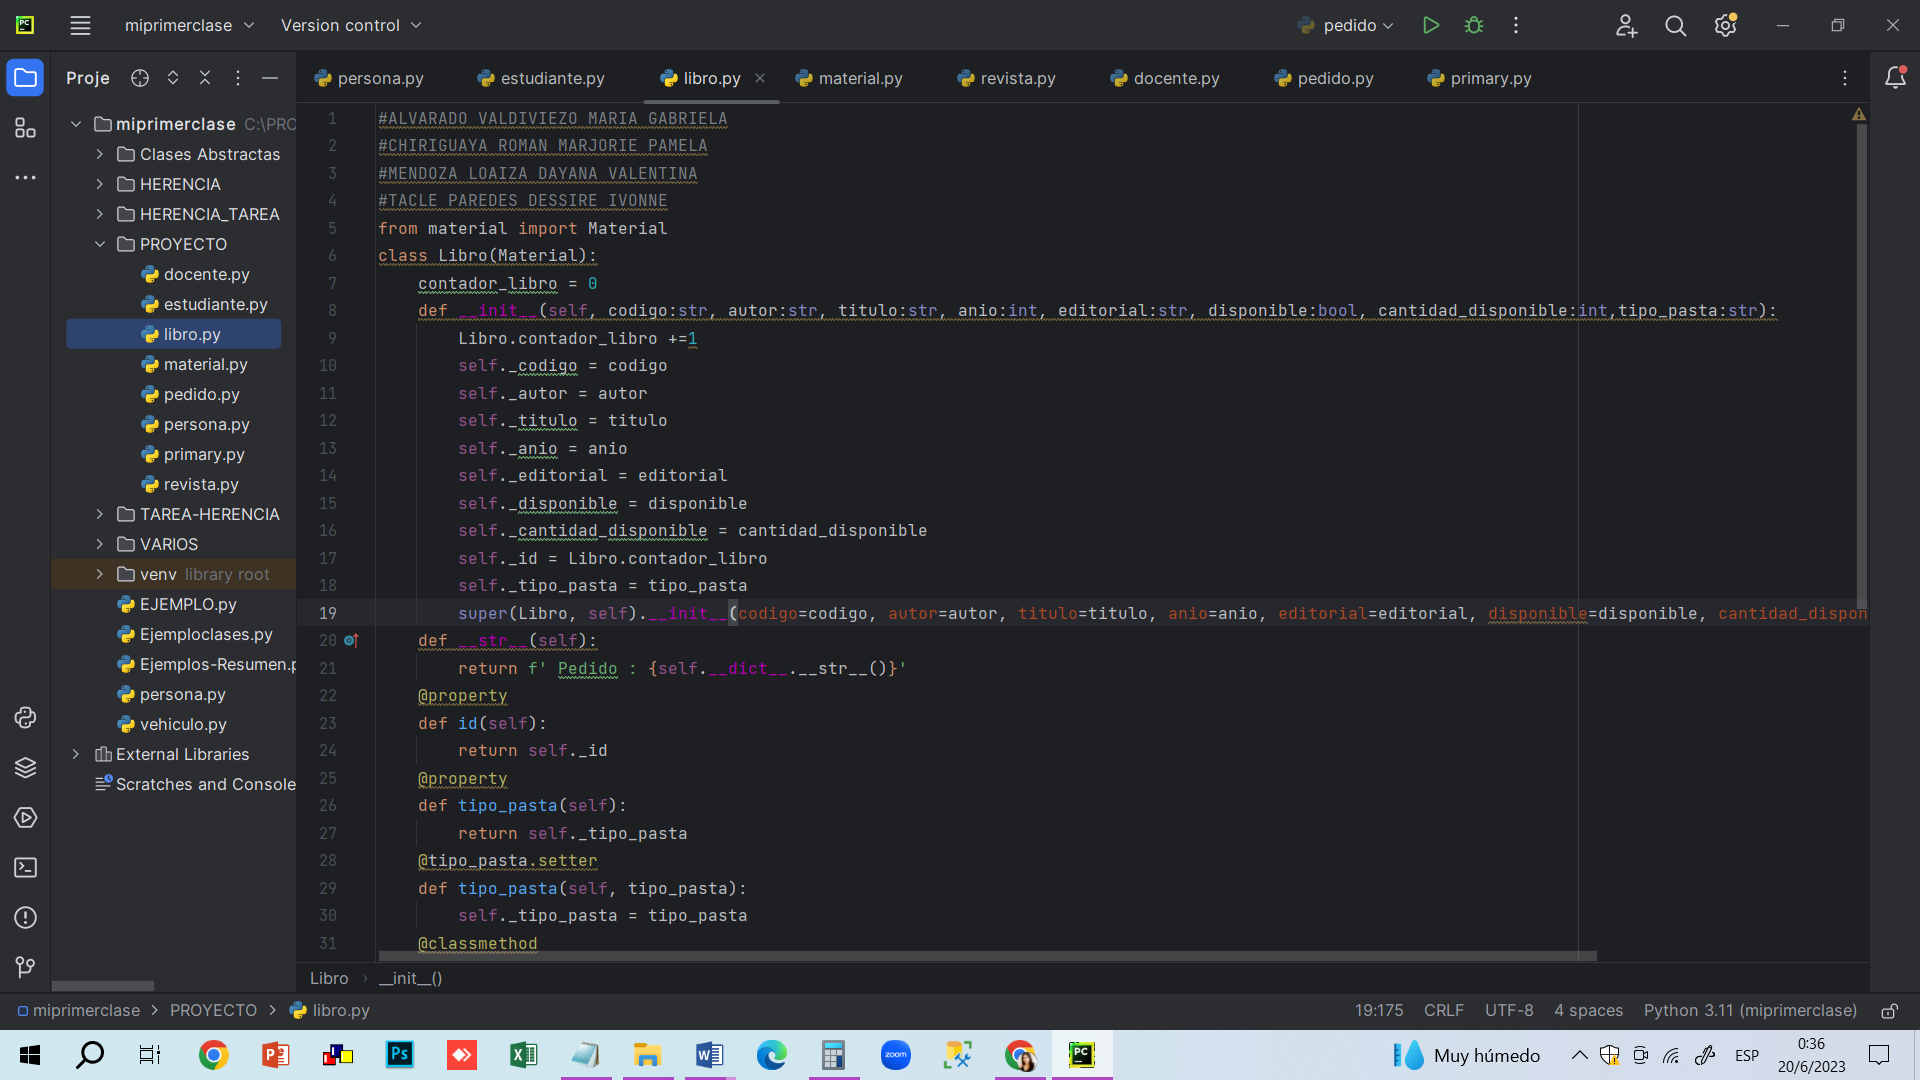 miprimerclase
Version control
pedido
Proje
persona.py
estudiante.py
libro.py
material.py
revista.py
docente.py
pedido.py
primary.py
miprimerclase C:\PRO
Clases Abstractas
HERENCIA
HERENCIA_TAREA
PROYECTO
docente.py
estudiante.py
libro.py
material.py
pedido.py
persona.py
primary.py
revista.py
TAREA-HERENCIA
VARIOS
venv library root
EJEMPLO.py
Ejemploclases.py
Ejemplos-Resumen.p
persona.py
vehiculo.py
External Libraries
Scratches and Console
1 #ALVARADO VALDIVIEZO MARIA GABRIELA
2 #CHIRIGUAYA ROMAN MARJORIE PAMELA
3 #MENDOZA LOAIZA DAYANA VALENTINA
4 #TACLE PAREDES DESSIRE IVONNE
5 from material import Material
6 class Libro(Material):
7 contador_libro = 0
8 def __init__(self, codigo:str, autor:str, titulo:str, anio:int, editorial:str, disponible:bool, cantidad_disponible:int,tipo_pasta:str):
9 Libro.contador_libro +=1
10 self._codigo = codigo
11 self._autor = autor
12 self._titulo = titulo
13 self._anio = anio
14 self._editorial = editorial
15 self._disponible = disponible
16 self._cantidad_disponible = cantidad_disponible
17 self._id = Libro.contador_libro
18 self._tipo_pasta = tipo_pasta
19 super(Libro, self).__init__(codigo=codigo, autor=autor, titulo=titulo, anio=anio, editorial=editorial, disponible=disponible, cantidad_dispon
20 def __str__(self):
21 return f' Pedido : {self.__dict__.__str__()}'
22 @property
23 def id(self):
24 return self._id
25 @property
26 def tipo_pasta(self):
27 return self._tipo_pasta
28 @tipo_pasta.setter
29 def tipo_pasta(self, tipo_pasta):
30 self._tipo_pasta = tipo_pasta
31 @classmethod
Libro › __init__()
miprimerclase > PROYECTO > libro.py
19:175 CRLF UTF-8 4 spaces Python 3.11 (miprimerclase)
Muy húmedo
ESP
0:36
20/6/2023